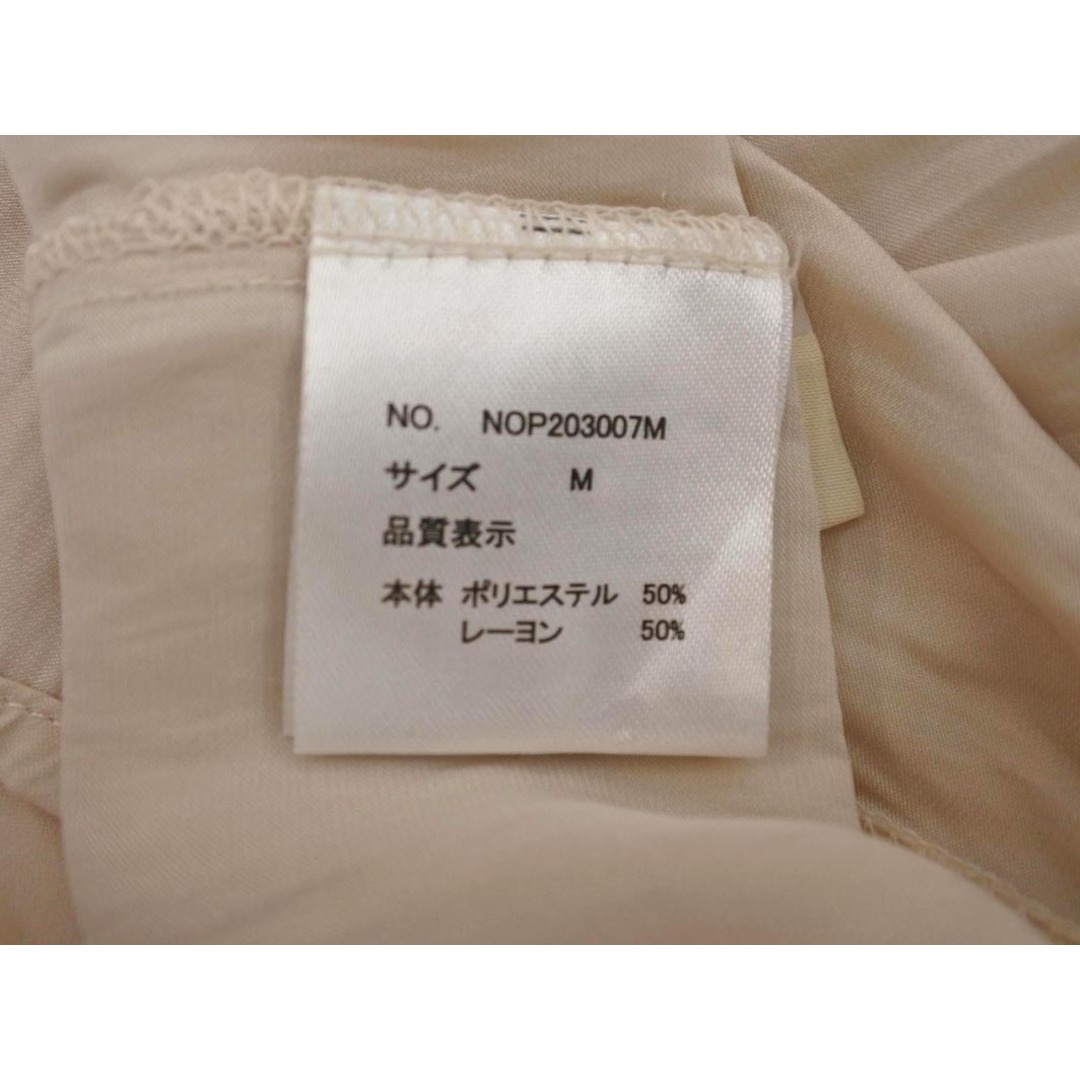 NO. NOP203007M
サイズ M
品質表示
本体 ポリエステル 50%
レーヨン 50%